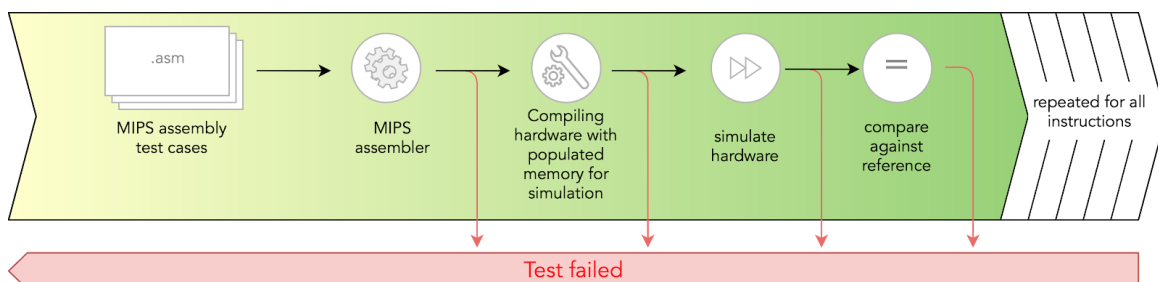 .asm
MIPS assembly
test cases
MIPS
assembler
Compiling
hardware with
populated
memory for
simulation
simulate
hardware
=
compare
against
reference
repeated for all
instructions
Test failed